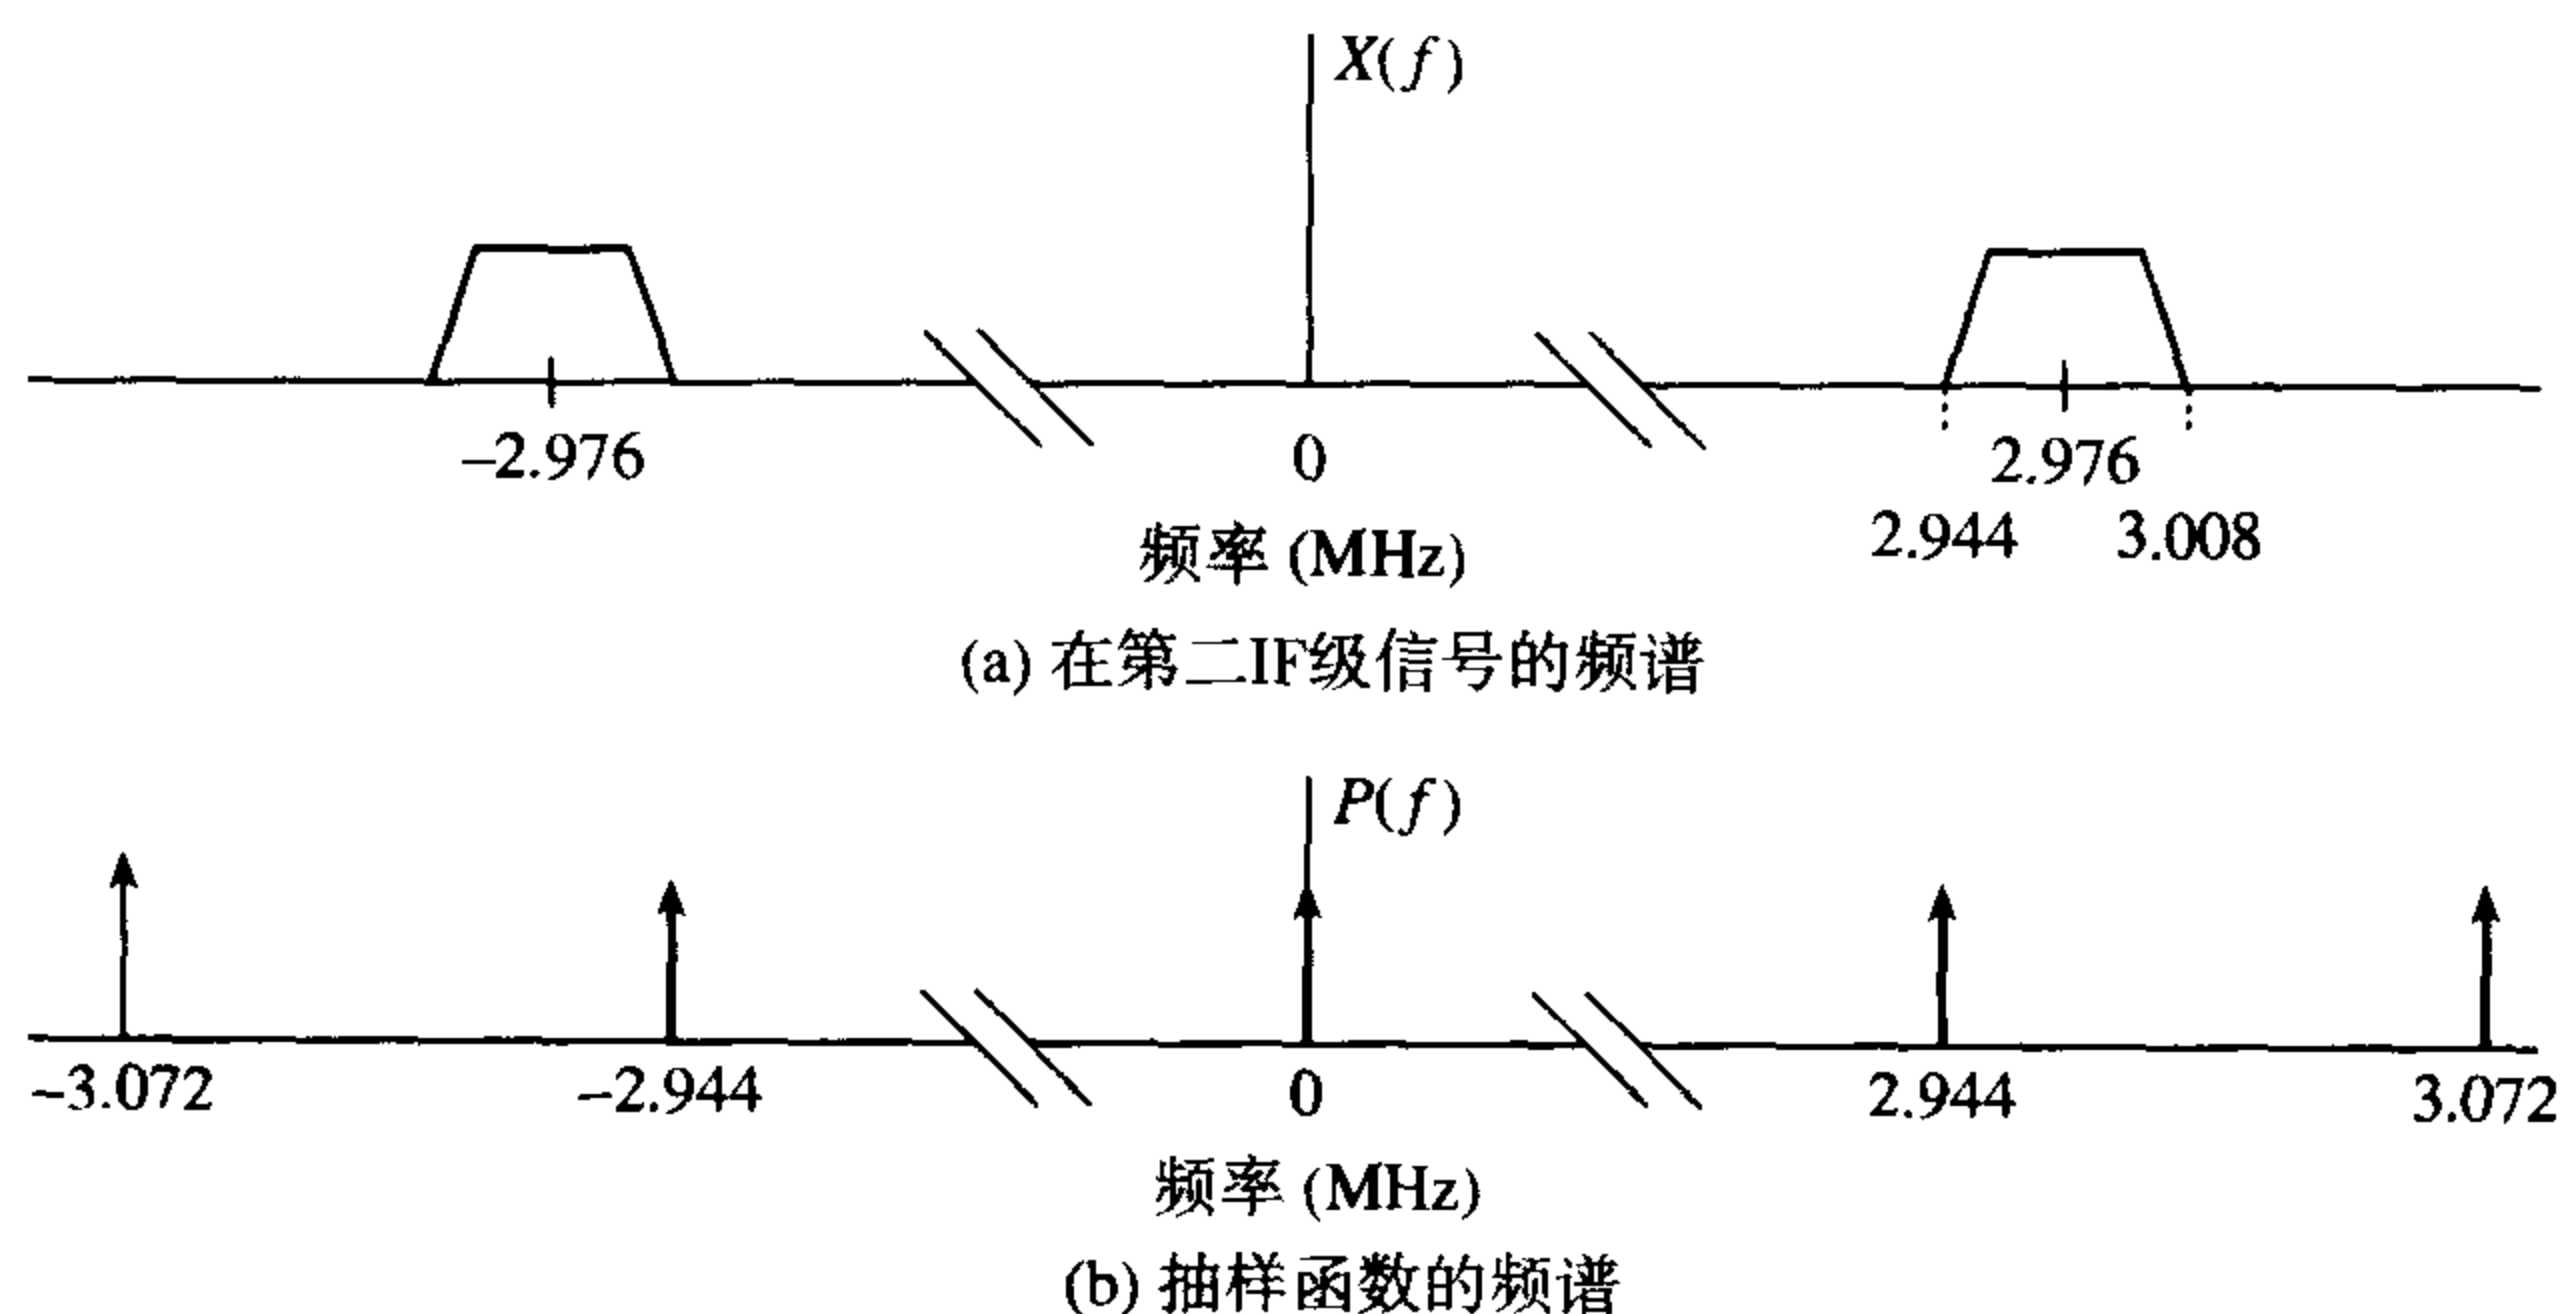 X(f)
–2.976
0
2.976
2.944
3.008
频率 (MHz)
(a) 在第二IF级信号的频谱
P(f)
–3.072
–2.944
0
2.944
3.072
频率 (MHz)
(b) 抽样函数的频谱